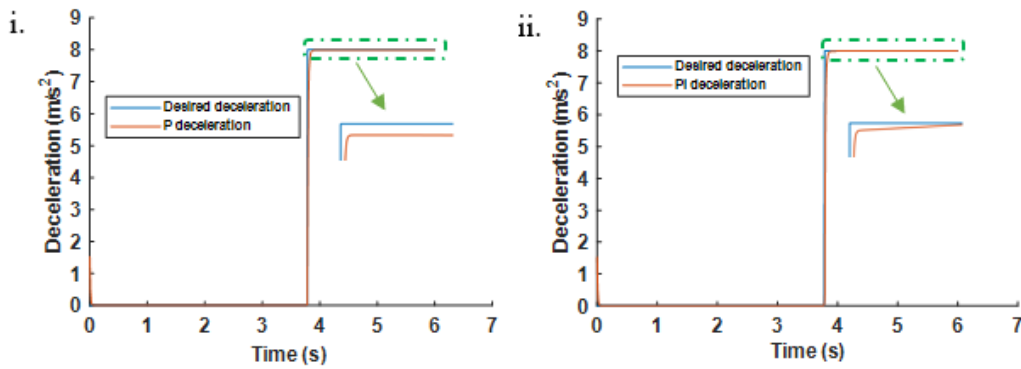 i.
Deceleration (m/s²)
9
8
7
6
5
4
3
2
1
0
Desired deceleration
P deceleration
0 1 2 3 4 5 6 7
Time (s)
ii.
Deceleration (m/s²)
9
8
7
6
5
4
3
2
1
0
Desired deceleration
PI deceleration
0 1 2 3 4 5 6 7
Time (s)